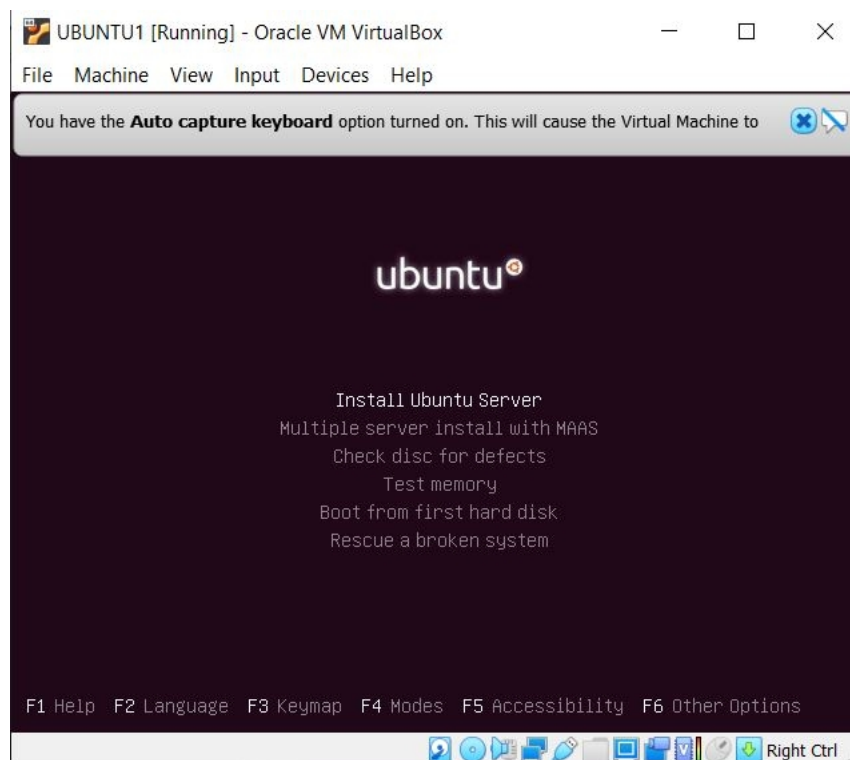 UBUNTU1 [Running] - Oracle VM VirtualBox
File Machine View Input Devices Help
You have the Auto capture keyboard option turned on. This will cause the Virtual Machine to
ubuntu
Install Ubuntu Server
Multiple server install with MAAS
Check disc for defects
Test memory
Boot from first hard disk
Rescue a broken system
F1 Help F2 Language F3 Keymap F4 Modes F5 Accessibility F6 Other Options
Right Ctrl